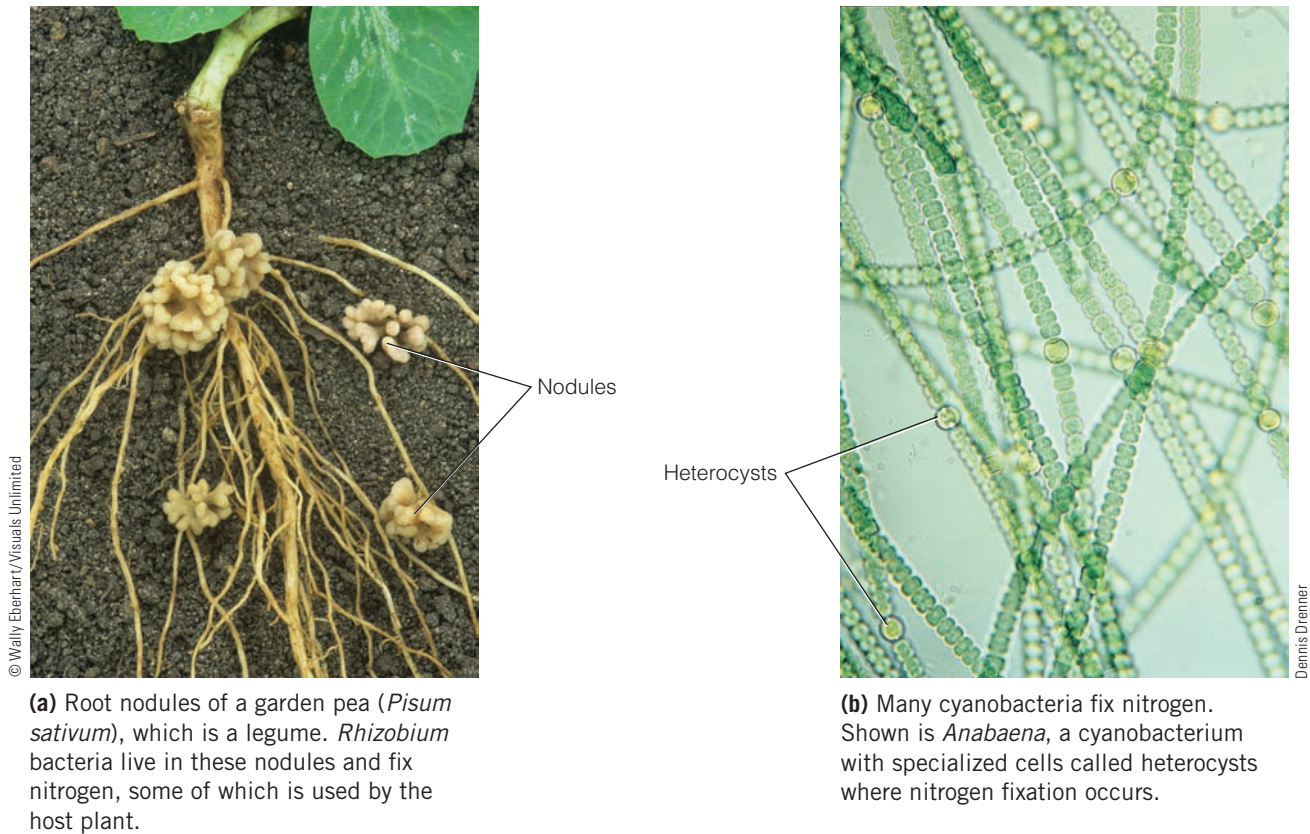 © Wally Eberhart/Visuals Unlimited
Nodules
(a) Root nodules of a garden pea (Pisum
sativum), which is a legume. Rhizobium
bacteria live in these nodules and fix
nitrogen, some of which is used by the
host plant.
Heterocysts
Dennis Drenner
(b) Many cyanobacteria fix nitrogen.
Shown is Anabaena, a cyanobacterium
with specialized cells called heterocysts
where nitrogen fixation occurs.